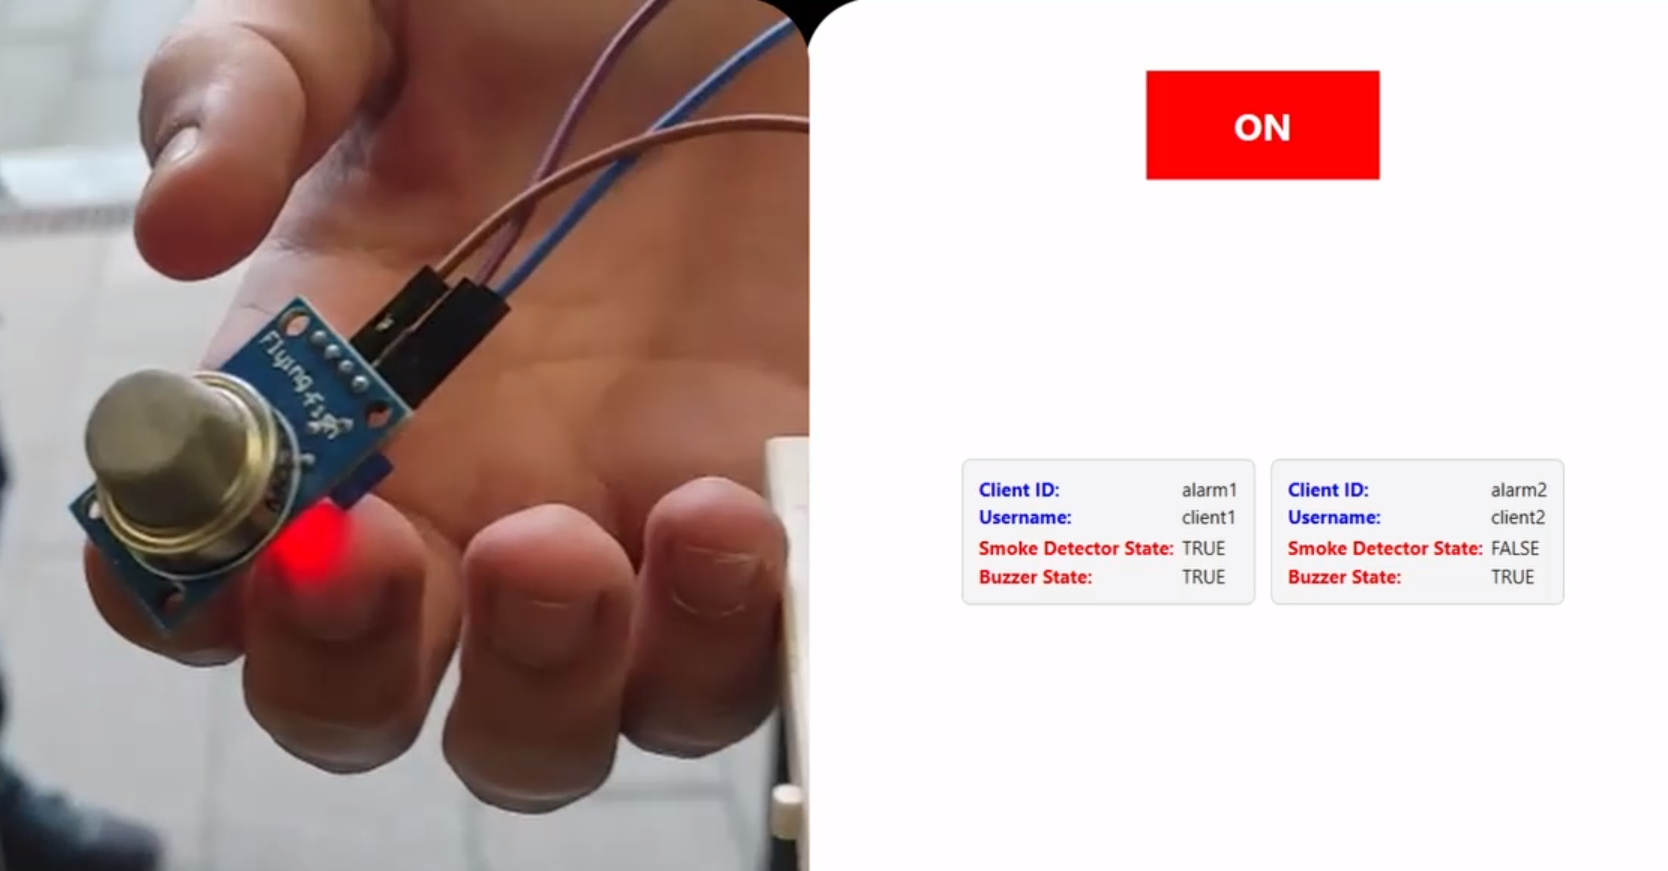 Flying-fish
ON
Client ID: alarm1
Username: client1
Smoke Detector State: TRUE
Buzzer State: TRUE
Client ID: alarm2
Username: client2
Smoke Detector State: FALSE
Buzzer State: TRUE